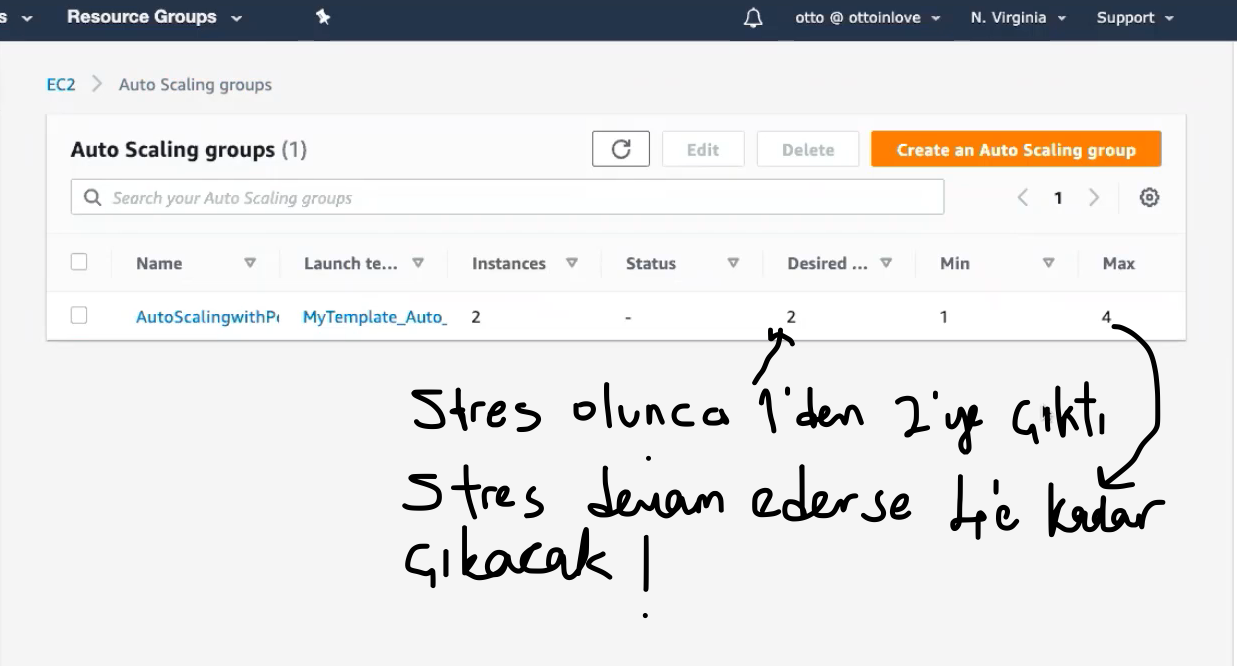 s
Resource Groups
otto @ ottoinlove
N. Virginia
Support
EC2 > Auto Scaling groups
Auto Scaling groups (1)
Edit
Delete
Create an Auto Scaling group
Search your Auto Scaling groups
1
Name Launch te... Instances Status Desired ... Min Max
AutoScalingwithP MyTemplate_Auto_ 2 - 2 1 4
Stres olunca 1'den 2'ye çıktı
Stres devam ederse 4'e kadar
çıkacak !